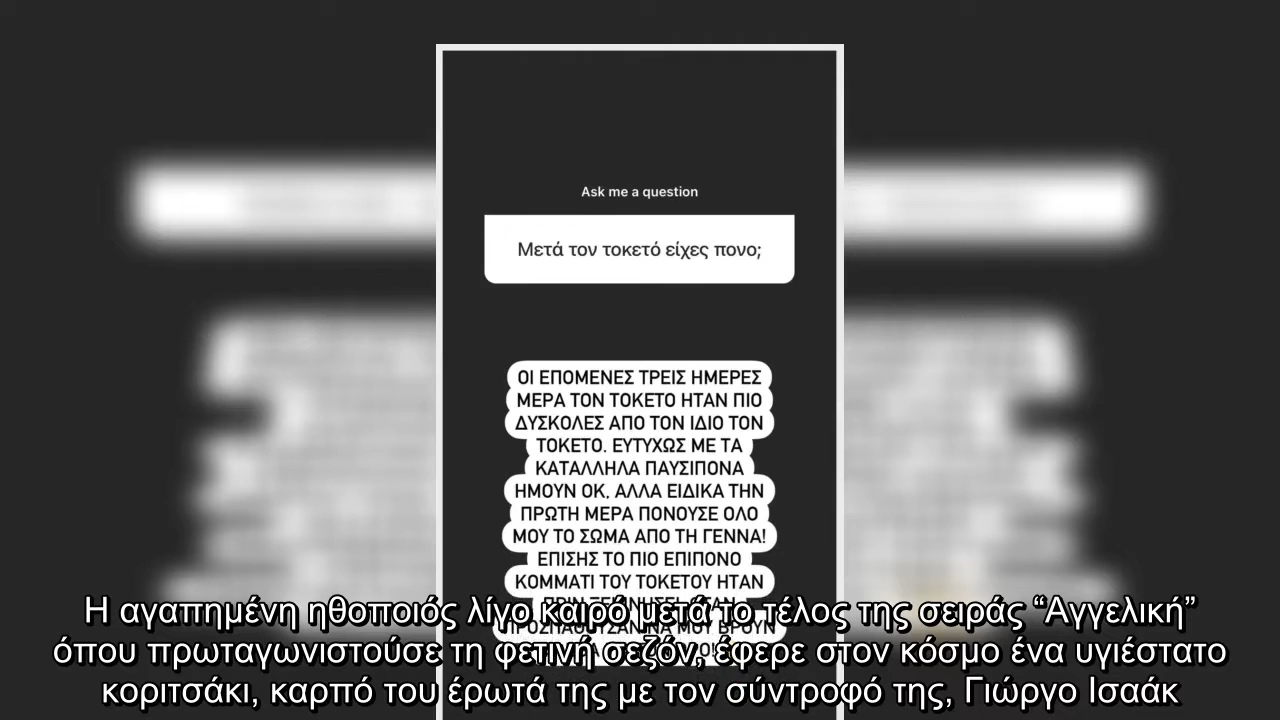 Ask me a question
Μετά τον τοκετό είχες πονο;
ΟΙ ΕΠΟΜΕΝΕΣ ΤΡΕΙΣ ΗΜΕΡΕΣ
ΜΕΡΑ ΤΟΝ ΤΟΚΕΤΟ ΗΤΑΝ ΠΙΟ
ΔΥΣΚΟΛΕΣ ΑΠΟ ΤΟΝ ΙΔΙΟ ΤΟΝ
ΤΟΚΕΤΟ. ΕΥΤΥΧΩΣ ΜΕ ΤΑ
ΚΑΤΑΛΛΗΛΑ ΠΑΥΣΙΠΟΝΑ
ΗΜΟΥΝ ΟΚ, ΑΛΛΑ ΕΙΔΙΚΑ ΤΗΝ
ΠΡΩΤΗ ΜΕΡΑ ΠΟΝΟΥΣΕ ΟΛΟ
ΜΟΥ ΤΟ ΣΩΜΑ ΑΠΟ ΤΗ ΓΕΝΝΑ!
ΕΠΙΣΗΣ ΤΟ ΠΙΟ ΕΠΙΠΟΝΟ
ΚΟΜΜΑΤΙ ΤΟΥ ΤΟΚΕΤΟΥ ΗΤΑΝ
ΠΡΟΣΠΑΘΟΥΣΑΝ ΝΑ ΜΟΥ ΒΡΟΥΝ
Η αγαπημένη ηθοποιός λίγο καιρό μετά το τέλος της σειράς “Αγγελική”
όπου πρωταγωνιστούσε τη φετινή σεζόν, έφερε στον κόσμο ένα υγιέστατο
κοριτσάκι, καρπό του έρωτά της με τον σύντροφό της, Γιώργο Ισαάκ